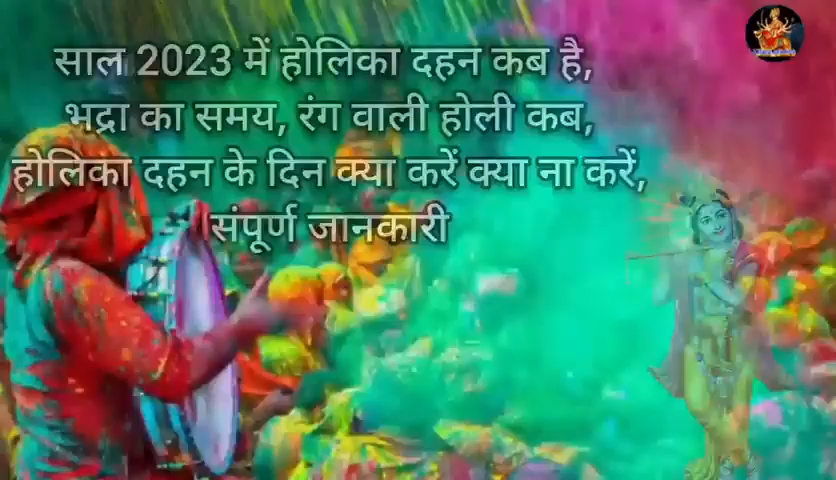 साल 2023 में होलिका दहन कब है,
भद्रा का समय, रंग वाली होली कब,
होलिका दहन के दिन क्या करें क्या ना करें,
संपूर्ण जानकारी